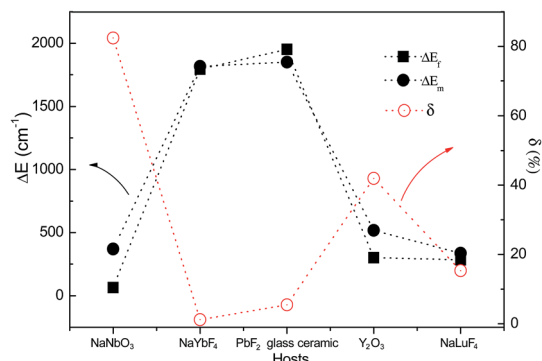 2000
1500
1000
500
0
ΔE (cm⁻¹)
ΔE_f
ΔE_m
δ
80
60
40
20
0
δ (%)
NaNbO₃ NaYbF₄ PbF₂ glass ceramic Y₂O₃ NaLuF₄
Hosts